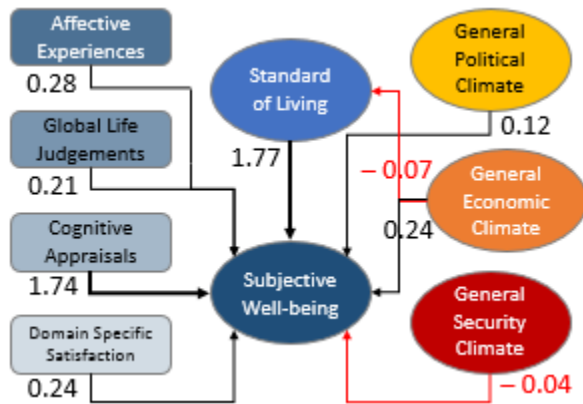 Affective
Experiences
0.28
Global Life
Judgements
0.21
Cognitive
Appraisals
1.74
Domain Specific
Satisfaction
0.24
Standard
of Living
1.77
Subjective
Well-being
General
Political
Climate
0.12
– 0.07
General
Economic
Climate
0.24
General
Security
Climate
– 0.04